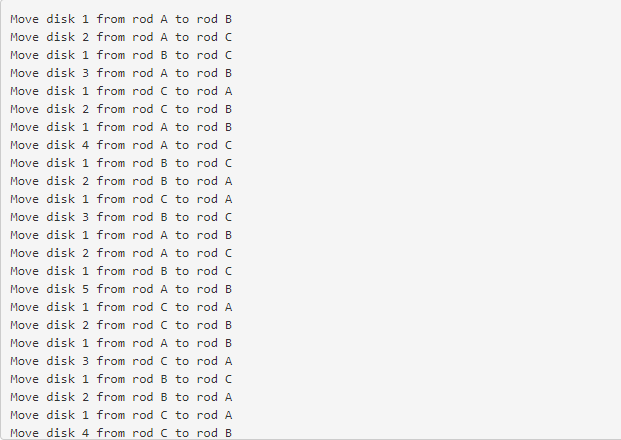 Move disk 1 from rod A to rod B
Move disk 2 from rod A to rod C
Move disk 1 from rod B to rod C
Move disk 3 from rod A to rod B
Move disk 1 from rod C to rod A
Move disk 2 from rod C to rod B
Move disk 1 from rod A to rod B
Move disk 4 from rod A to rod C
Move disk 1 from rod B to rod C
Move disk 2 from rod B to rod A
Move disk 1 from rod C to rod A
Move disk 3 from rod B to rod C
Move disk 1 from rod A to rod B
Move disk 2 from rod A to rod C
Move disk 1 from rod B to rod C
Move disk 5 from rod A to rod B
Move disk 1 from rod C to rod A
Move disk 2 from rod C to rod B
Move disk 1 from rod A to rod B
Move disk 3 from rod C to rod A
Move disk 1 from rod B to rod C
Move disk 2 from rod B to rod A
Move disk 1 from rod C to rod A
Move disk 4 from rod C to rod B